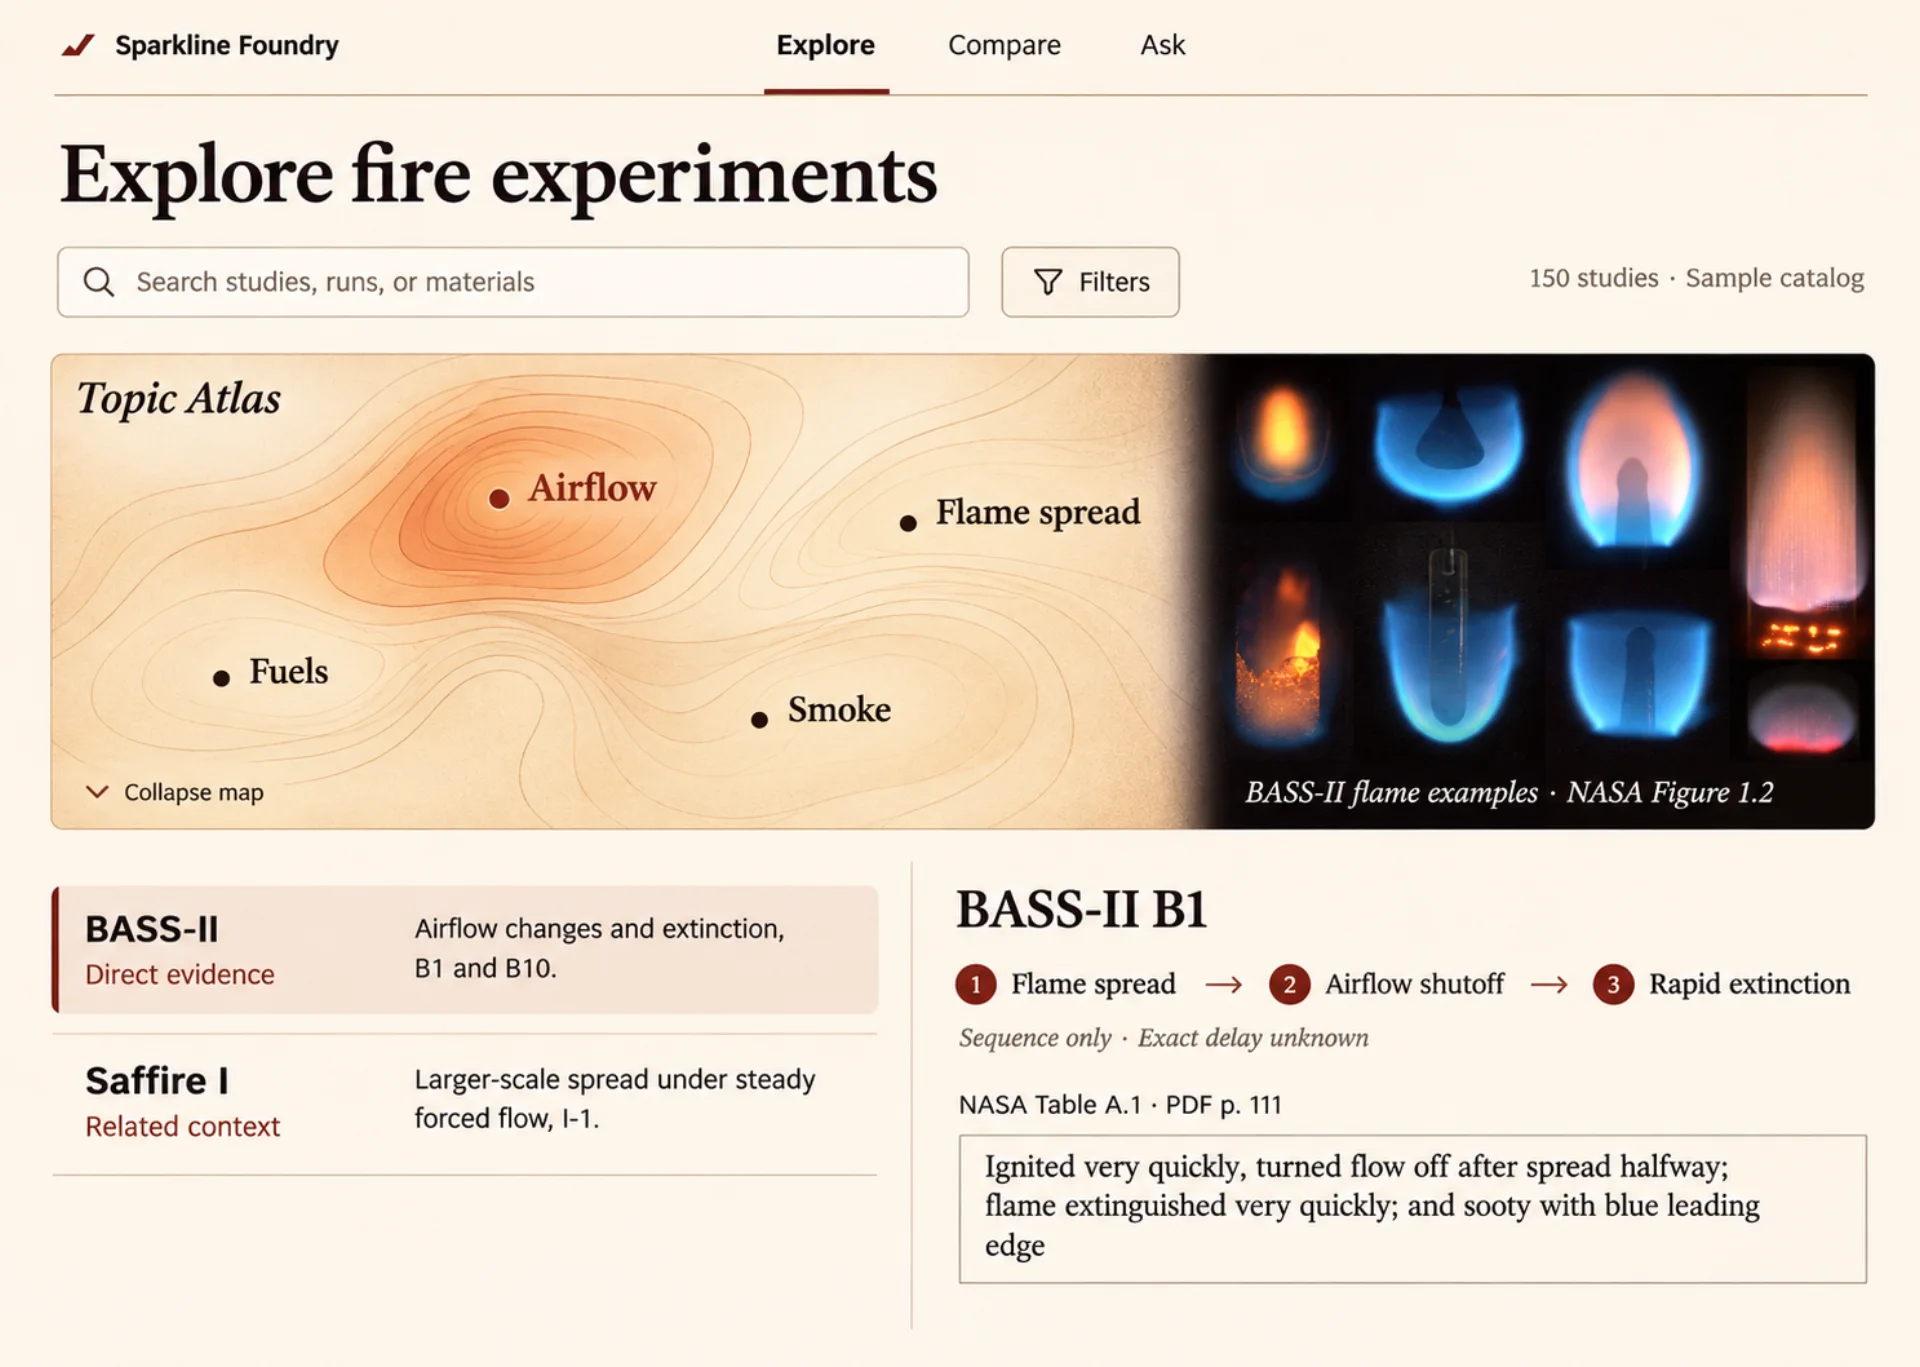 Sparkline Foundry
Explore
Compare
Ask
Explore fire experiments
Search studies, runs, or materials
Filters
150 studies · Sample catalog
Topic Atlas
Airflow
Flame spread
Fuels
Smoke
Collapse map
BASS-II flame examples · NASA Figure 1.2
BASS-II
Direct evidence
Airflow changes and extinction,
B1 and B10.
Saffire I
Related context
Larger-scale spread under steady
forced flow, I-1.
BASS-II B1
1 Flame spread → 2 Airflow shutoff → 3 Rapid extinction
Sequence only · Exact delay unknown
NASA Table A.1 · PDF p. 111
Ignited very quickly, turned flow off after spread halfway;
flame extinguished very quickly; and sooty with blue leading
edge